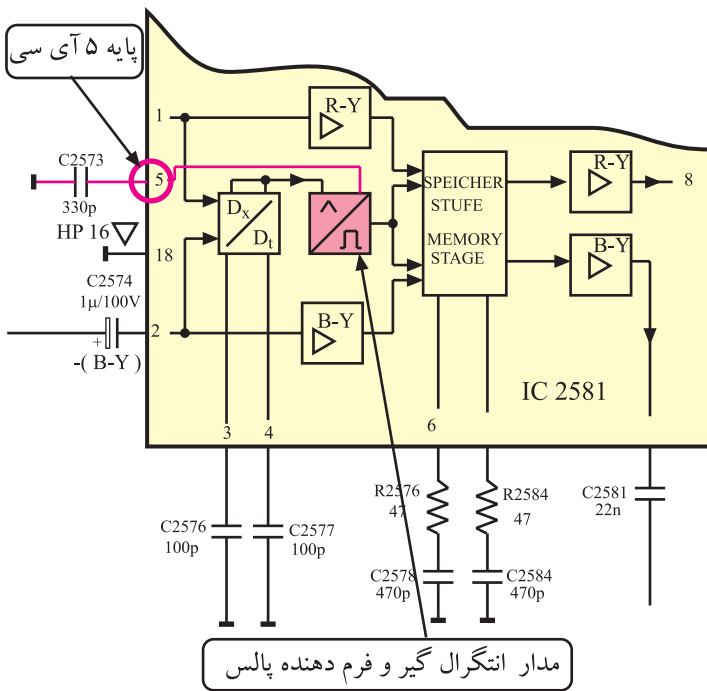 پایه ۵ آی سی
1
R-Y
C2573
330p
5
SPEICHER
STUFE
MEMORY
STAGE
R-Y
8
Dx
Dt
HP 16
18
C2574
1µ/100V
+
-( B-Y )
2
B-Y
B-Y
IC 2581
3
4
6
C2576
100p
C2577
100p
R2576
47
R2584
47
C2581
22n
C2578
470p
C2584
470p
مدار انتگرال گیر و فرم دهنده پالس